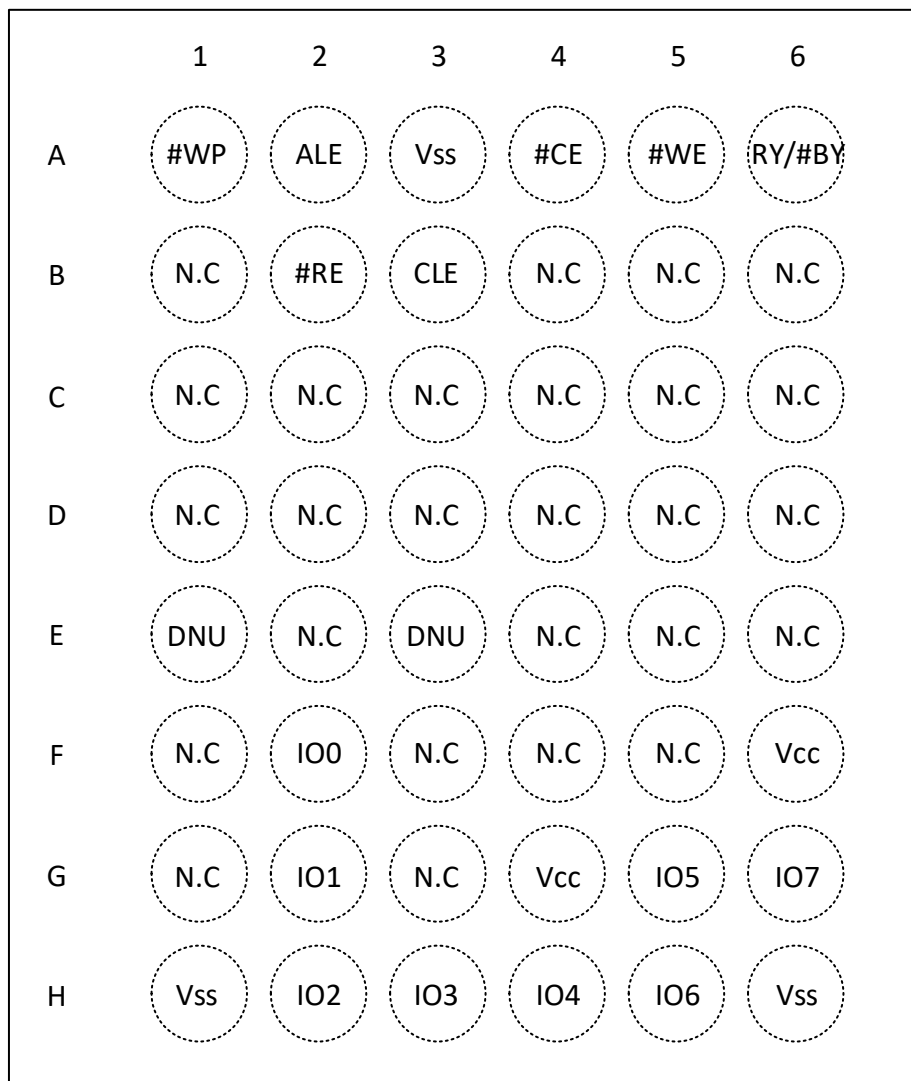 1 2 3 4 5 6
A #WP ALE Vss #CE #WE RY/#BY
B N.C #RE CLE N.C N.C N.C
C N.C N.C N.C N.C N.C N.C
D N.C N.C N.C N.C N.C N.C
E DNU N.C DNU N.C N.C N.C
F N.C IO0 N.C N.C N.C Vcc
G N.C IO1 N.C Vcc IO5 IO7
H Vss IO2 IO3 IO4 IO6 Vss